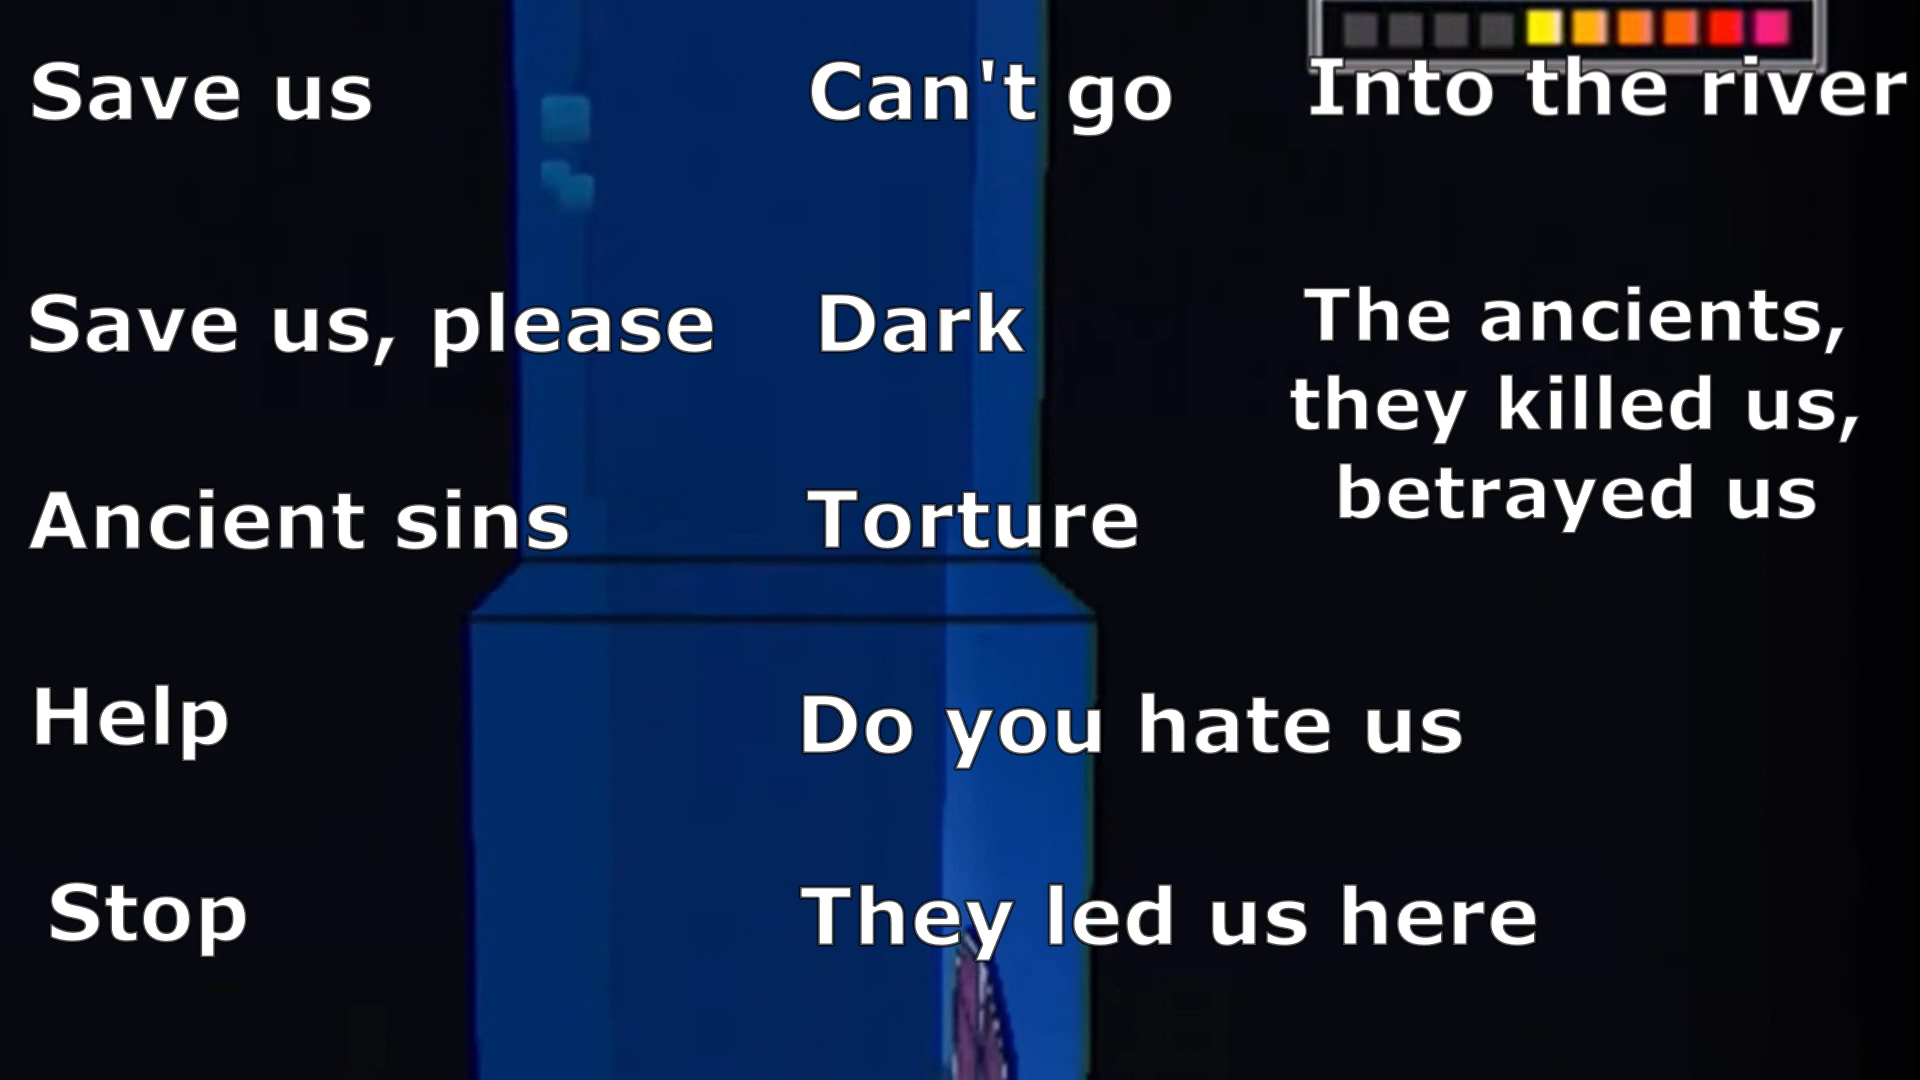 Save us
Can't go
Into the river
Save us, please
Dark
The ancients,
they killed us,
betrayed us
Ancient sins
Torture
Help
Do you hate us
Stop
They led us here